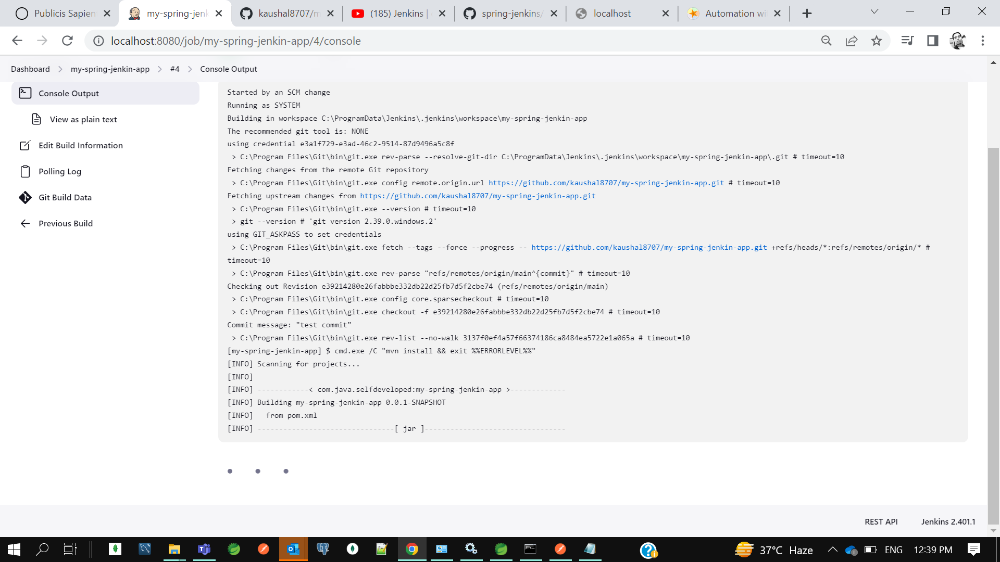 Publicis Sapien
my-spring-jenk
kaushal8707/m
(185) Jenkins |
spring-jenkins/
localhost
Automation wi
localhost:8080/job/my-spring-jenkin-app/4/console
Dashboard
my-spring-jenkin-app
#4
Console Output
Console Output
View as plain text
Edit Build Information
Polling Log
Git Build Data
Previous Build
Started by an SCM change
Running as SYSTEM
Building in workspace C:\ProgramData\Jenkins\.jenkins\workspace\my-spring-jenkin-app
The recommended git tool is: NONE
using credential e3a1f729-e3ad-46c2-9514-87d9496a5c8f
> C:\Program Files\Git\bin\git.exe rev-parse --resolve-git-dir C:\ProgramData\Jenkins\.jenkins\workspace\my-spring-jenkin-app\.git # timeout=10
Fetching changes from the remote Git repository
> C:\Program Files\Git\bin\git.exe config remote.origin.url https://github.com/kaushal8707/my-spring-jenkin-app.git # timeout=10
Fetching upstream changes from https://github.com/kaushal8707/my-spring-jenkin-app.git
> C:\Program Files\Git\bin\git.exe --version # timeout=10
> git --version # 'git version 2.39.0.windows.2'
using GIT_ASKPASS to set credentials
> C:\Program Files\Git\bin\git.exe fetch --tags --force --progress -- https://github.com/kaushal8707/my-spring-jenkin-app.git +refs/heads/*:refs/remotes/origin/* #
timeout=10
> C:\Program Files\Git\bin\git.exe rev-parse "refs/remotes/origin/main^{commit}" # timeout=10
Checking out Revision e39214280e26fabbbe332db22d25fb7d5f2cbe74 (refs/remotes/origin/main)
> C:\Program Files\Git\bin\git.exe config core.sparsecheckout # timeout=10
> C:\Program Files\Git\bin\git.exe checkout -f e39214280e26fabbbe332db22d25fb7d5f2cbe74 # timeout=10
Commit message: "test commit"
> C:\Program Files\Git\bin\git.exe rev-list --no-walk 3137f0ef4a57f66374186ca8484ea5722e1a065a # timeout=10
[my-spring-jenkin-app] $ cmd.exe /C "mvn install && exit %%ERRORLEVEL%%"
[INFO] Scanning for projects...
[INFO]
[INFO] ------------< com.java.selfdeveloped:my-spring-jenkin-app >-------------
[INFO] Building my-spring-jenkin-app 0.0.1-SNAPSHOT
[INFO]   from pom.xml
[INFO] --------------------------------[ jar ]---------------------------------
REST API
Jenkins 2.401.1
37°C Haze
ENG
12:39 PM